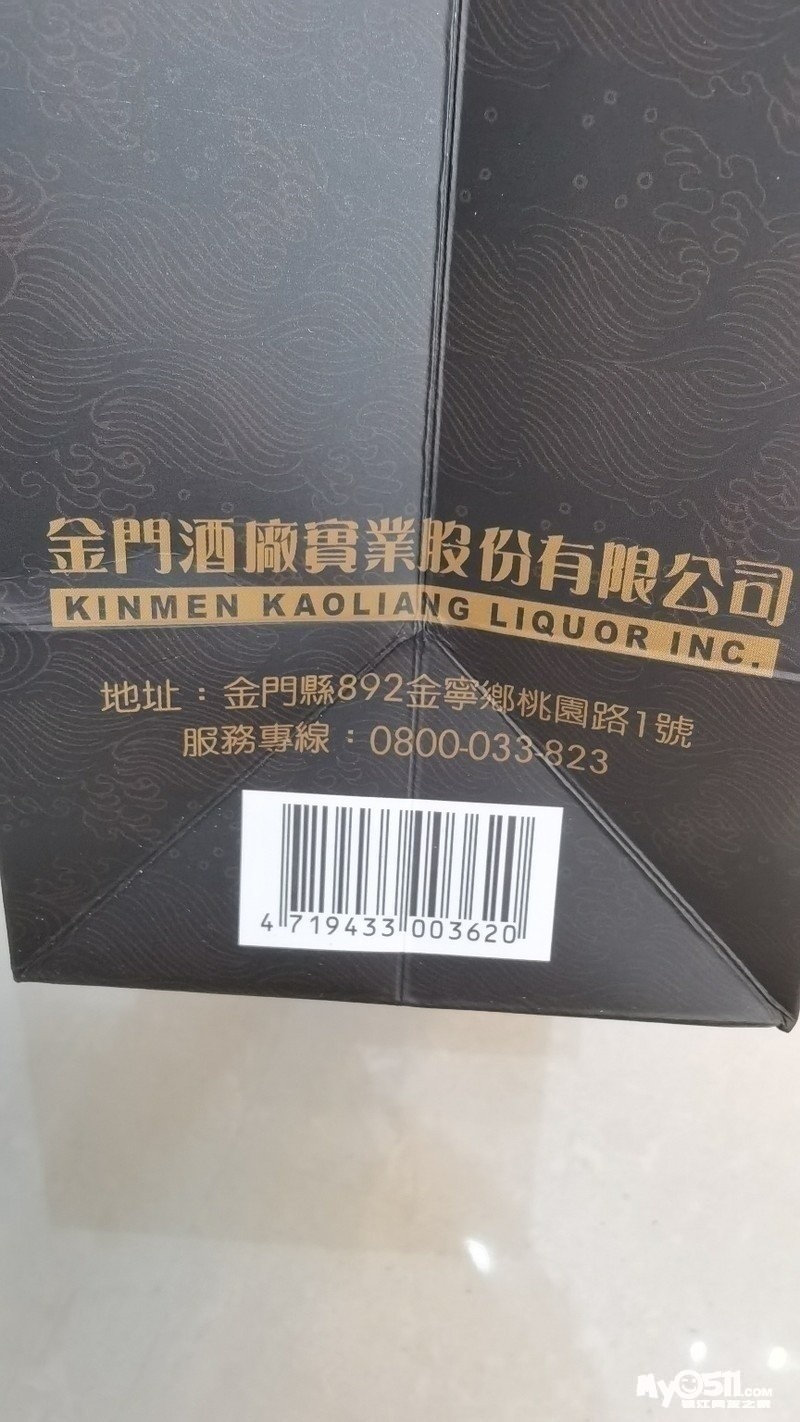 金門酒廠實業股份有限公司
KINMEN KAOLIANG LIQUOR INC.
地址：金門縣892金寧鄉桃園路1號
服務專線：0800-033-823
4 719433 003620
MY0511.COM